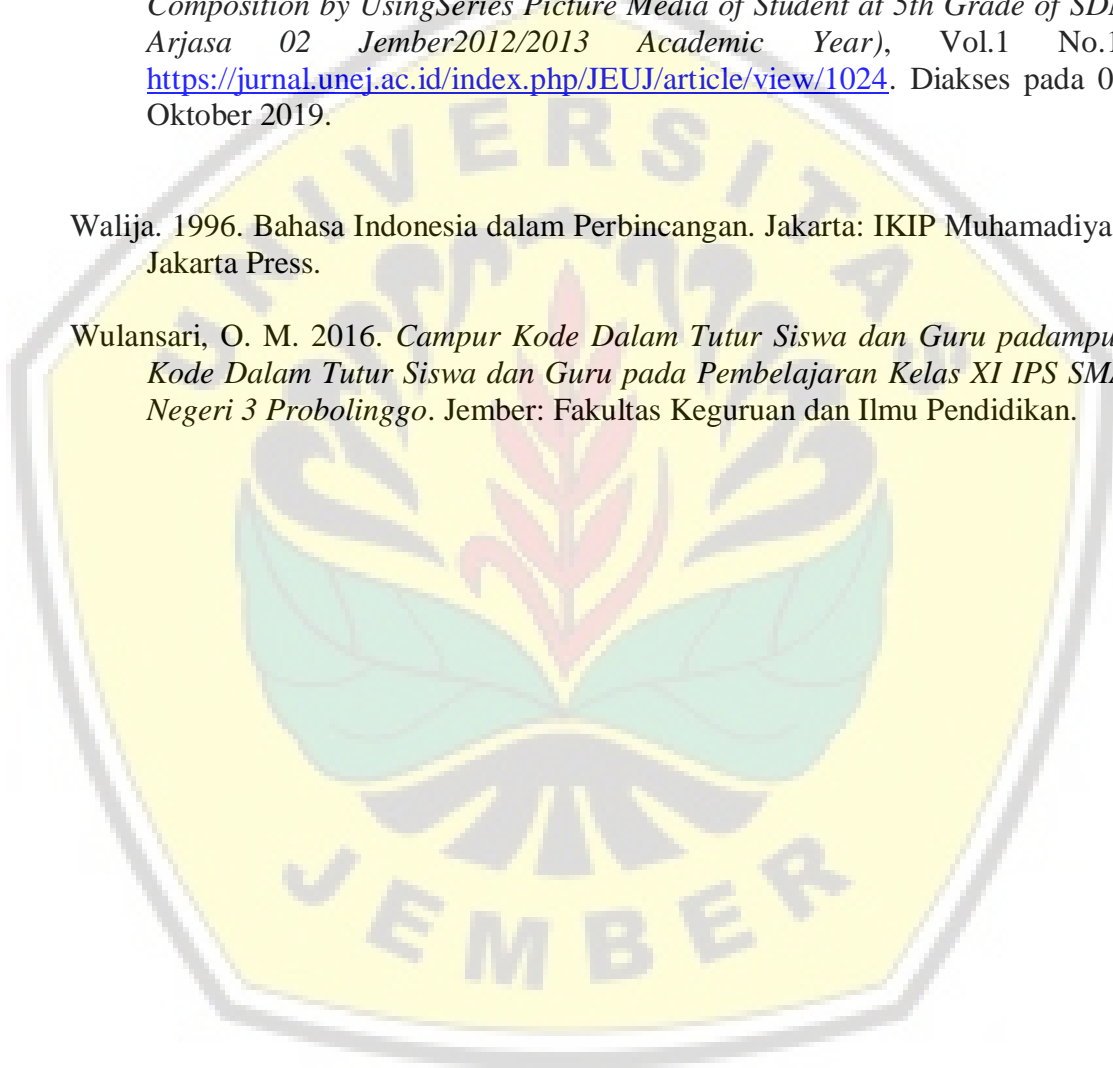 Composition by UsingSeries Picture Media of Student at 5th Grade of SD
Arjasa 02 Jember2012/2013 Academic Year), Vol.1 No.1
https://jurnal.unej.ac.id/index.php/JEUJ/article/view/1024. Diakses pada 0
Oktober 2019.
Walija. 1996. Bahasa Indonesia dalam Perbincangan. Jakarta: IKIP Muhamadiya
Jakarta Press.
Wulansari, O. M. 2016. Campur Kode Dalam Tutur Siswa dan Guru padampu
Kode Dalam Tutur Siswa dan Guru pada Pembelajaran Kelas XI IPS SMA
Negeri 3 Probolinggo. Jember: Fakultas Keguruan dan Ilmu Pendidikan.
UNIVERSITAS
JEMBER